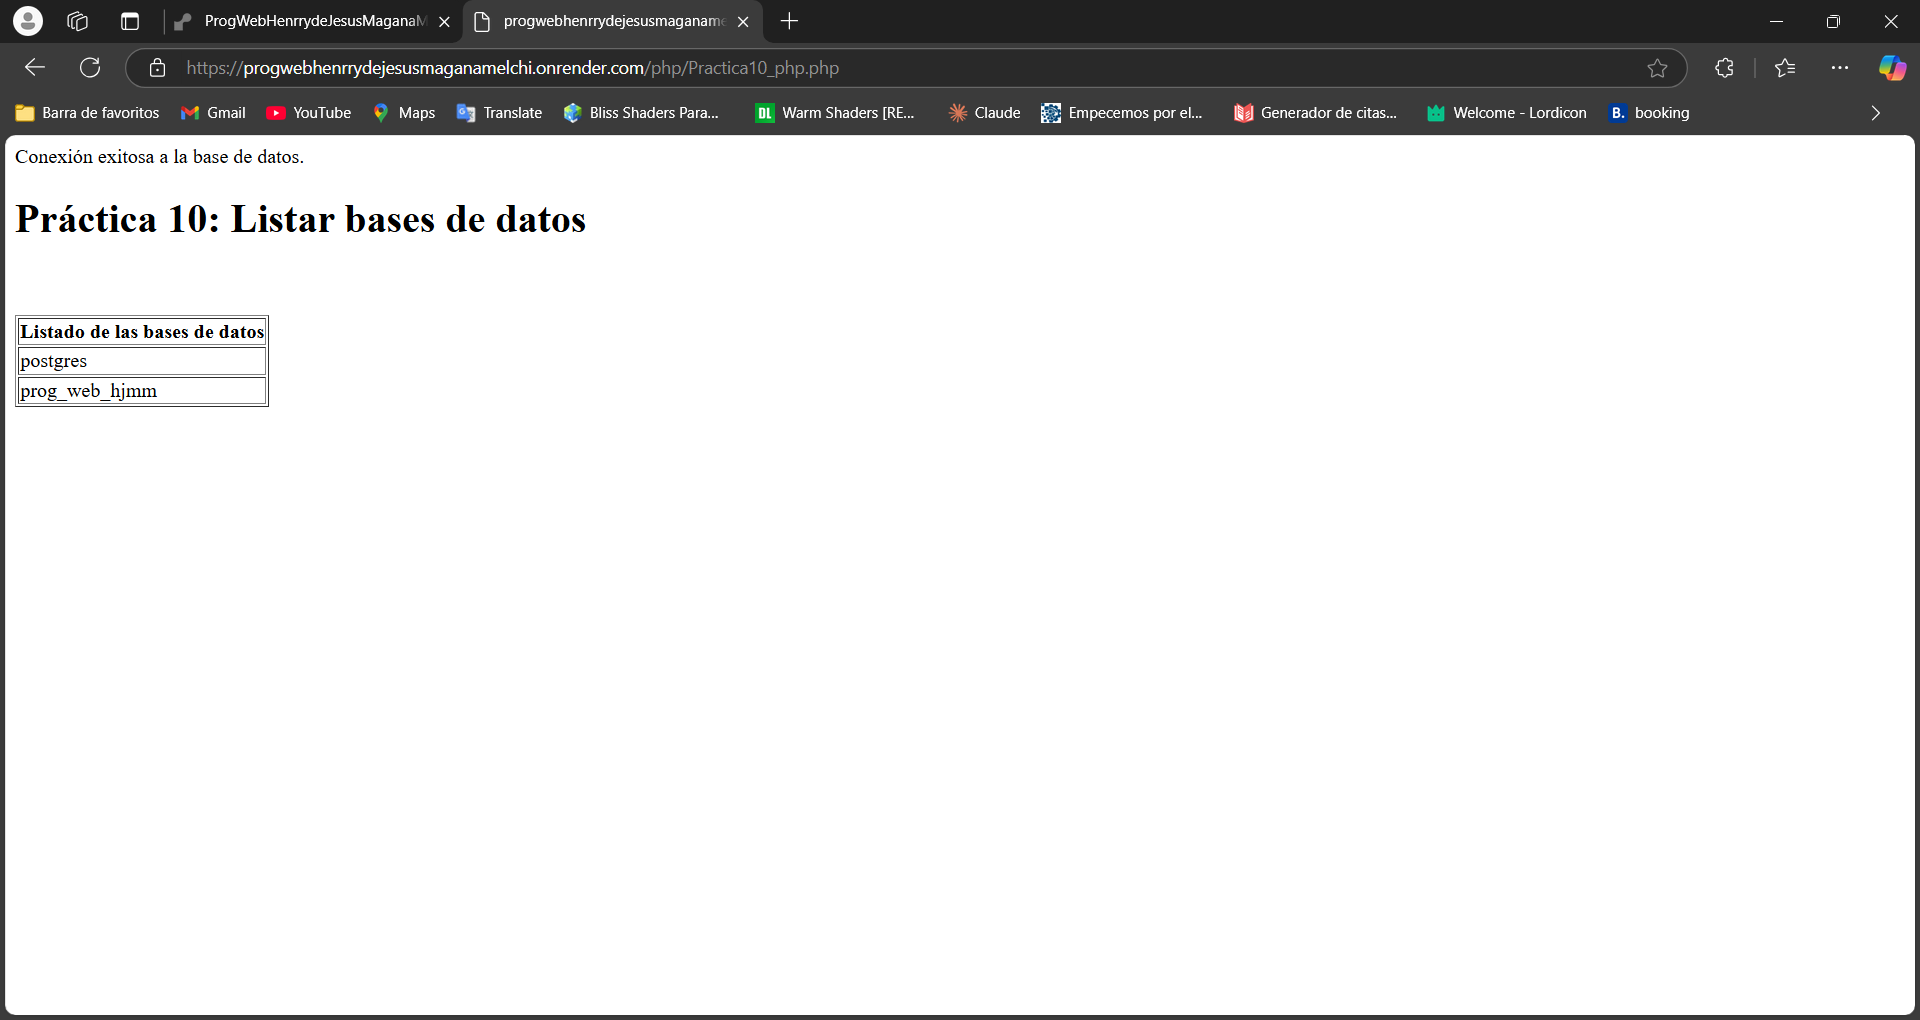 ProgWebHenrrydeJesusMaganaM
progwebhenrrydejesusmaganame
https://progwebhenrrydejesusmaganamelchi.onrender.com/php/Practica10_php.php
Barra de favoritos
Gmail
YouTube
Maps
Translate
Bliss Shaders Para...
DL
Warm Shaders [RE...
Claude
Empecemos por el...
Generador de citas...
Welcome - Lordicon
B.
booking
Conexión exitosa a la base de datos.
Práctica 10: Listar bases de datos
Listado de las bases de datos
postgres
prog_web_hjmm